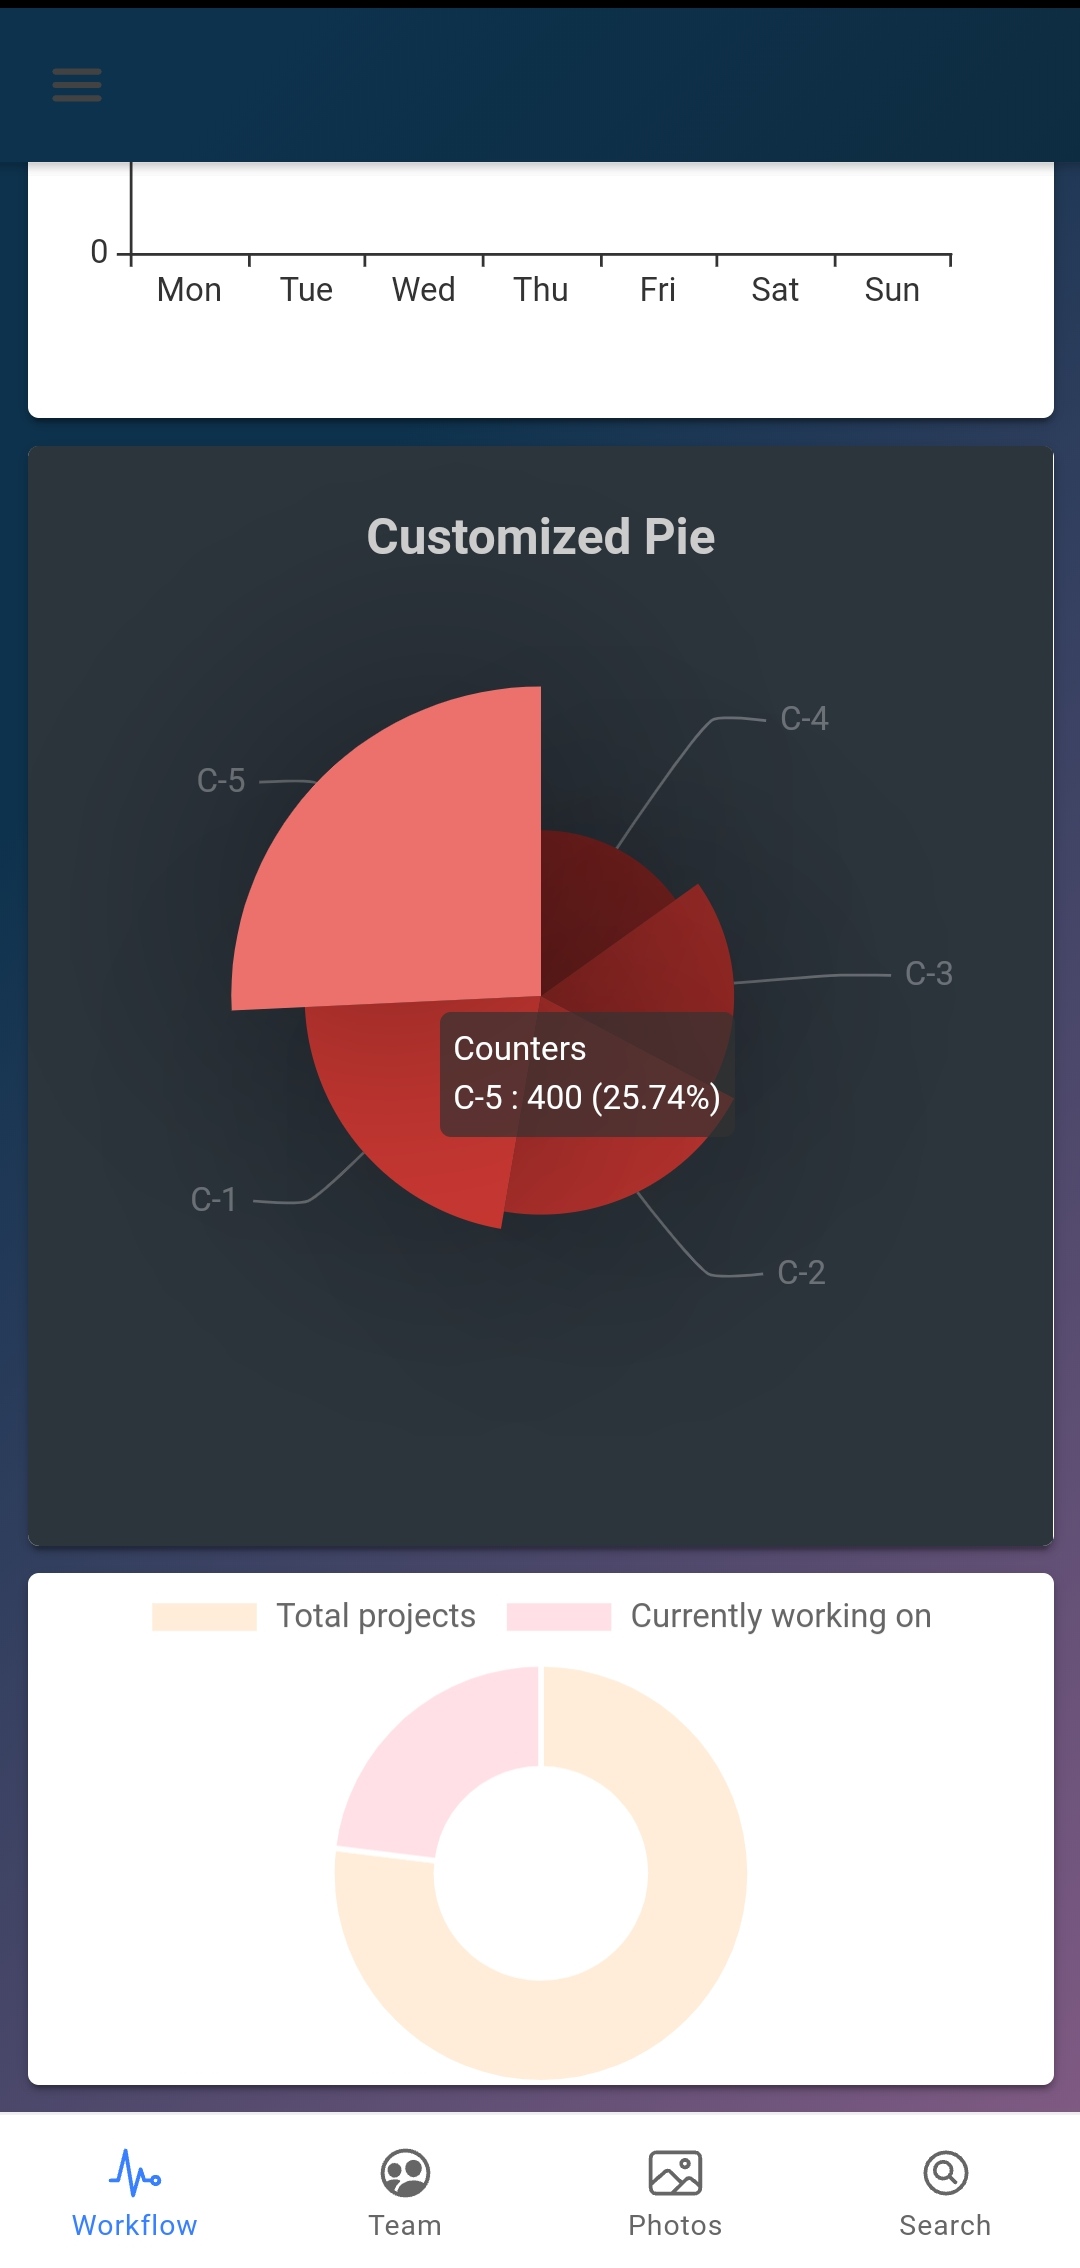 0
Mon Tue Wed Thu Fri Sat Sun
Customized Pie
C-4
C-5
C-3
Counters
C-5 : 400 (25.74%)
C-1
C-2
Total projects Currently working on
Workflow Team Photos Search